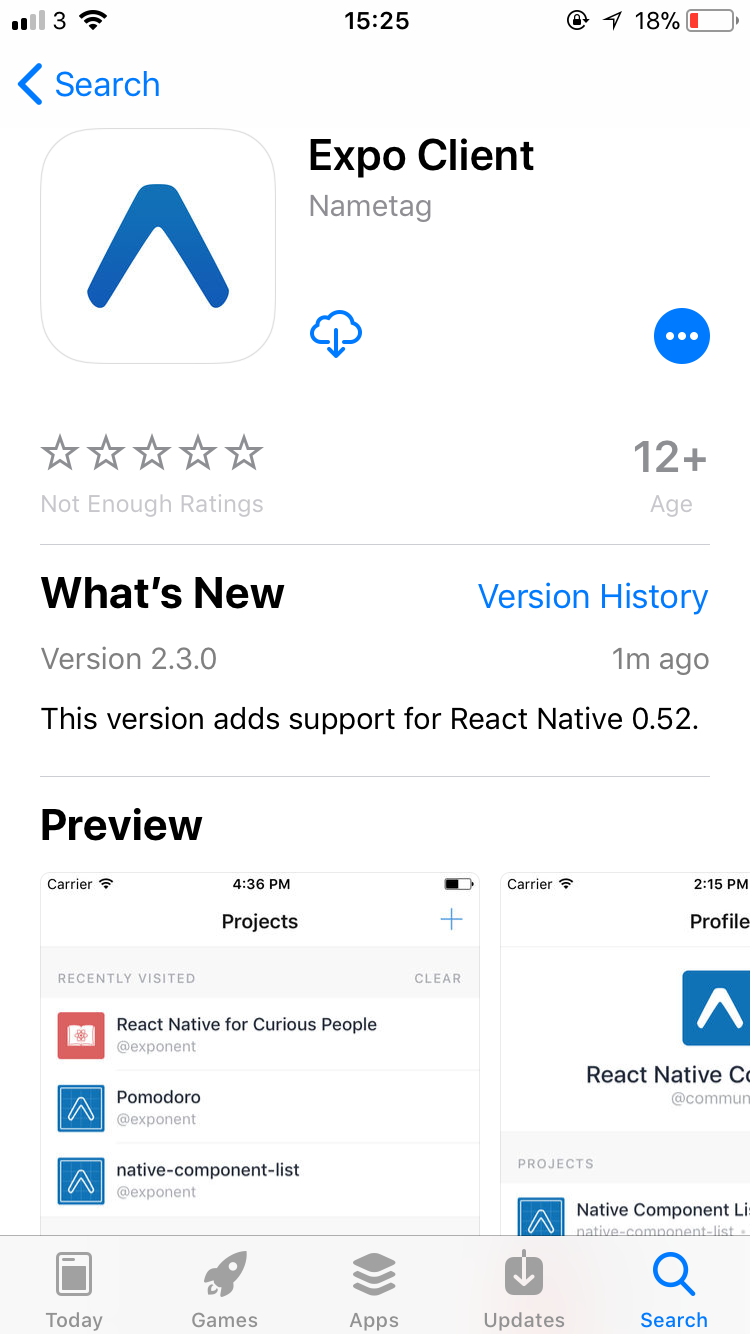 3 15:25 18%
Search
Expo Client
Nametag
Not Enough Ratings
12+
Age
What's New Version History
Version 2.3.0 1m ago
This version adds support for React Native 0.52.
Preview
Carrier 4:36 PM
Projects
RECENTLY VISITED CLEAR
React Native for Curious People
@exponent
Pomodoro
@exponent
native-component-list
@exponent
Carrier 2:15 PM
Profile
React Native Co
@commun
PROJECTS
Native Component Lis
native-component-list •
Today Games Apps Updates Search